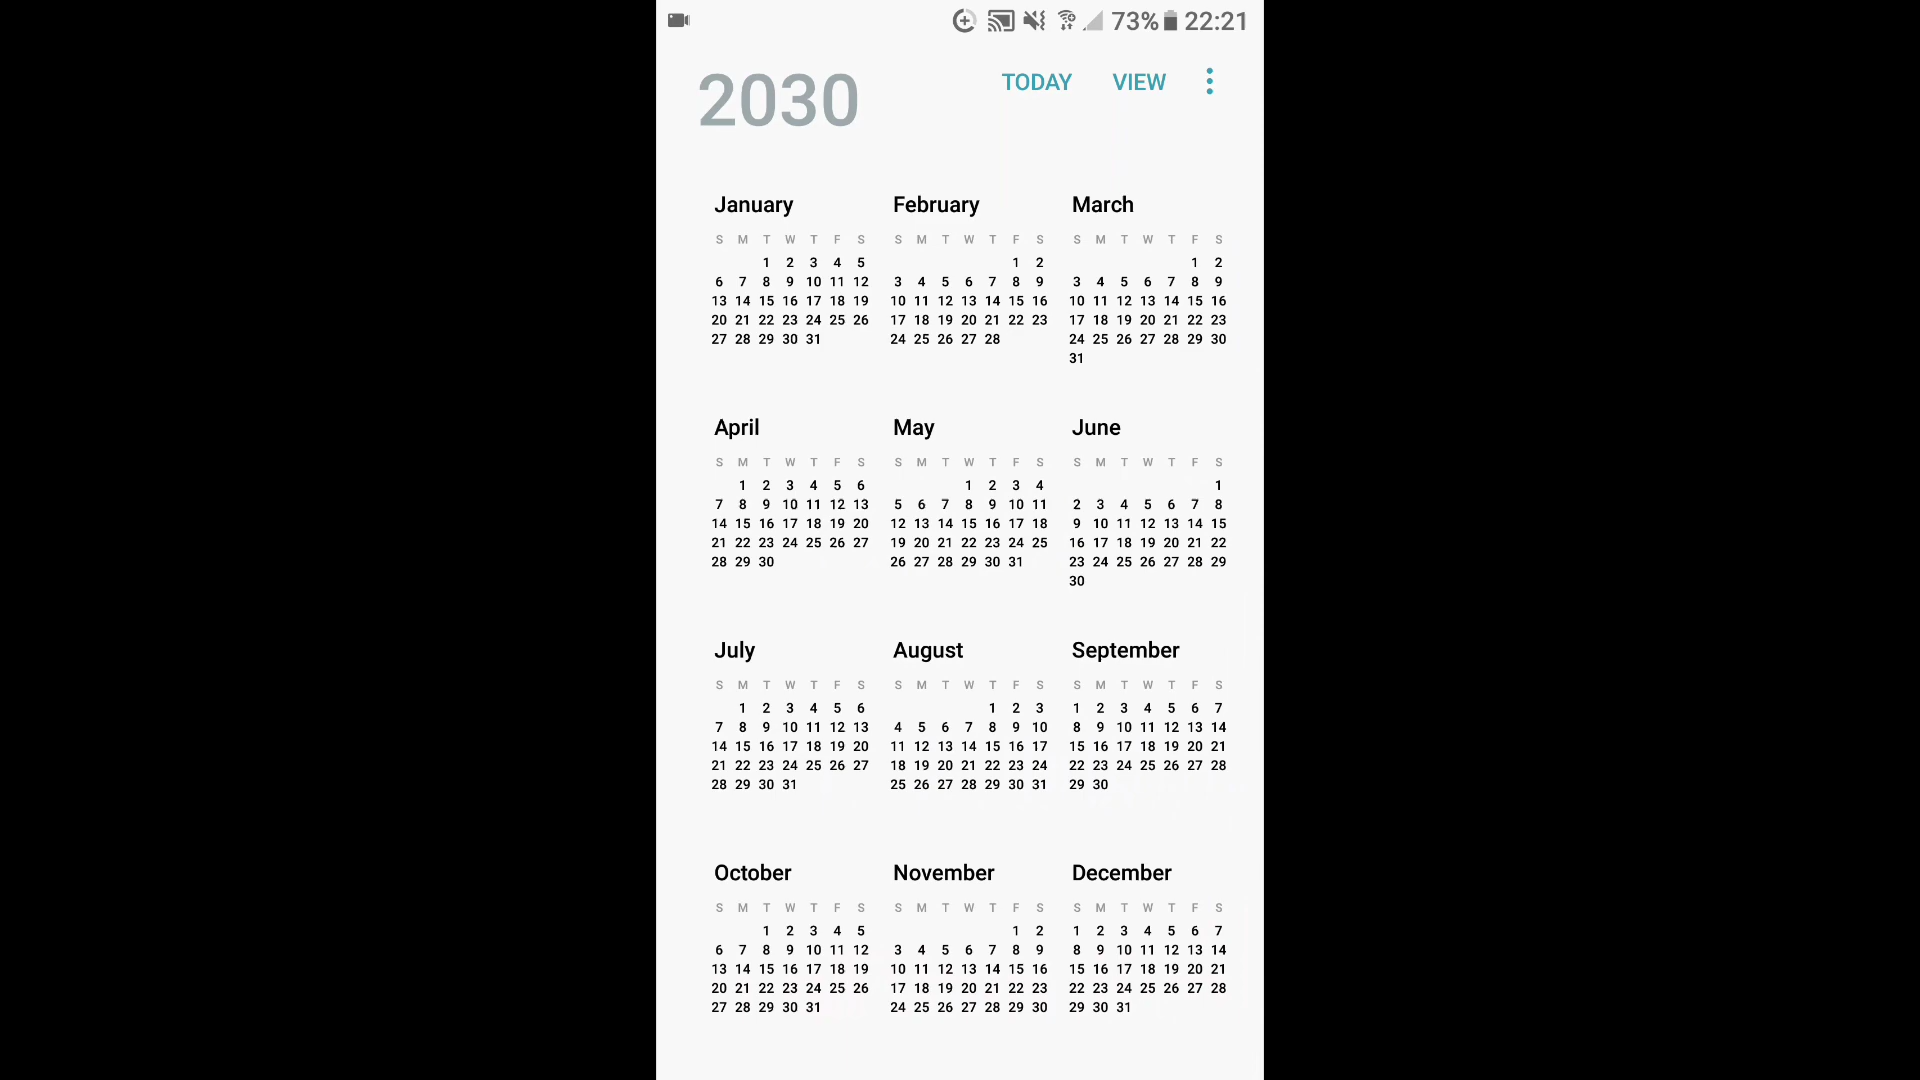 73% 22:21
2030 TODAY VIEW
January February March
S M T W T F S S M T W T F S S M T W T F S
1 2 3 4 5 1 2 1 2
6 7 8 9 10 11 12 3 4 5 6 7 8 9 3 4 5 6 7 8 9
13 14 15 16 17 18 19 10 11 12 13 14 15 16 10 11 12 13 14 15 16
20 21 22 23 24 25 26 17 18 19 20 21 22 23 17 18 19 20 21 22 23
27 28 29 30 31 24 25 26 27 28 24 25 26 27 28 29 30
31
April May June
S M T W T F S S M T W T F S S M T W T F S
1 2 3 4 5 6 1 2 3 4 1
7 8 9 10 11 12 13 5 6 7 8 9 10 11 2 3 4 5 6 7 8
14 15 16 17 18 19 20 12 13 14 15 16 17 18 9 10 11 12 13 14 15
21 22 23 24 25 26 27 19 20 21 22 23 24 25 16 17 18 19 20 21 22
28 29 30 26 27 28 29 30 31 23 24 25 26 27 28 29
30
July August September
S M T W T F S S M T W T F S S M T W T F S
1 2 3 4 5 6 1 2 3 1 2 3 4 5 6 7
7 8 9 10 11 12 13 4 5 6 7 8 9 10 8 9 10 11 12 13 14
14 15 16 17 18 19 20 11 12 13 14 15 16 17 15 16 17 18 19 20 21
21 22 23 24 25 26 27 18 19 20 21 22 23 24 22 23 24 25 26 27 28
28 29 30 31 25 26 27 28 29 30 31 29 30
October November December
S M T W T F S S M T W T F S S M T W T F S
1 2 3 4 5 1 2 1 2 3 4 5 6 7
6 7 8 9 10 11 12 3 4 5 6 7 8 9 8 9 10 11 12 13 14
13 14 15 16 17 18 19 10 11 12 13 14 15 16 15 16 17 18 19 20 21
20 21 22 23 24 25 26 17 18 19 20 21 22 23 22 23 24 25 26 27 28
27 28 29 30 31 24 25 26 27 28 29 30 29 30 31